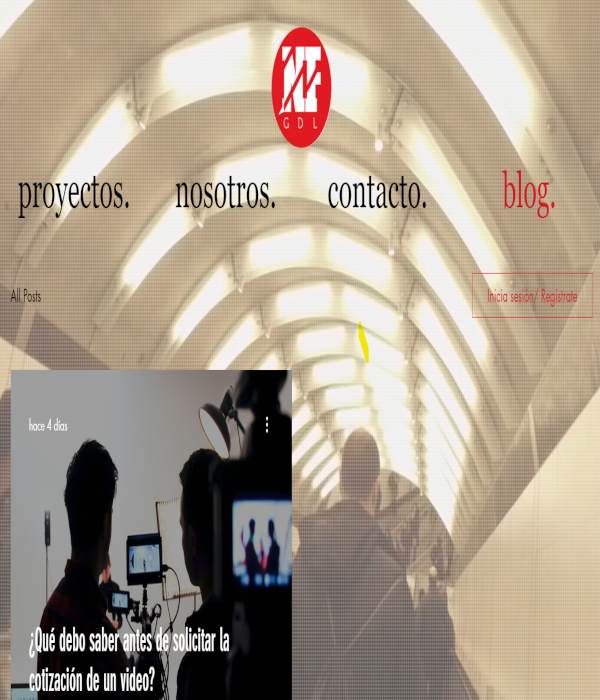 NF
GDL
proyectos. nosotros. contacto. blog.
All Posts
Inicia sesión/ Regístrate
hace 4 días
¿Qué debo saber antes de solicitar la
cotización de un video?